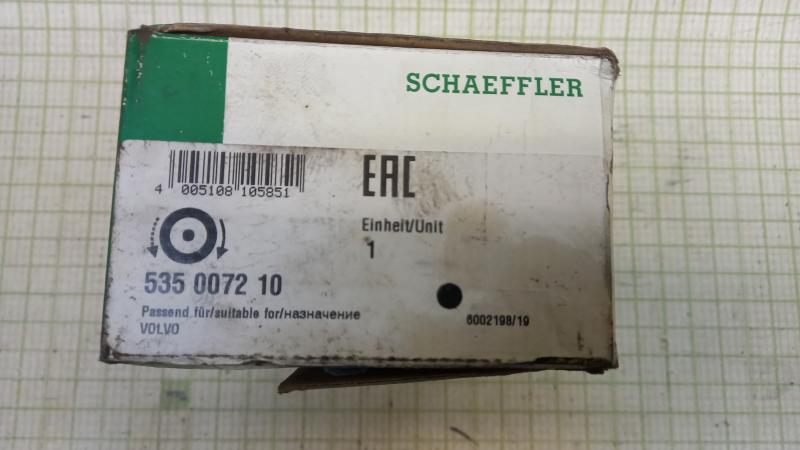 SCHAEFFLER
EAC
4 005108 105851
Einheit/Unit
1
535 0072 10
Passend für/suitable for/назначение
VOLVO
6002198/19